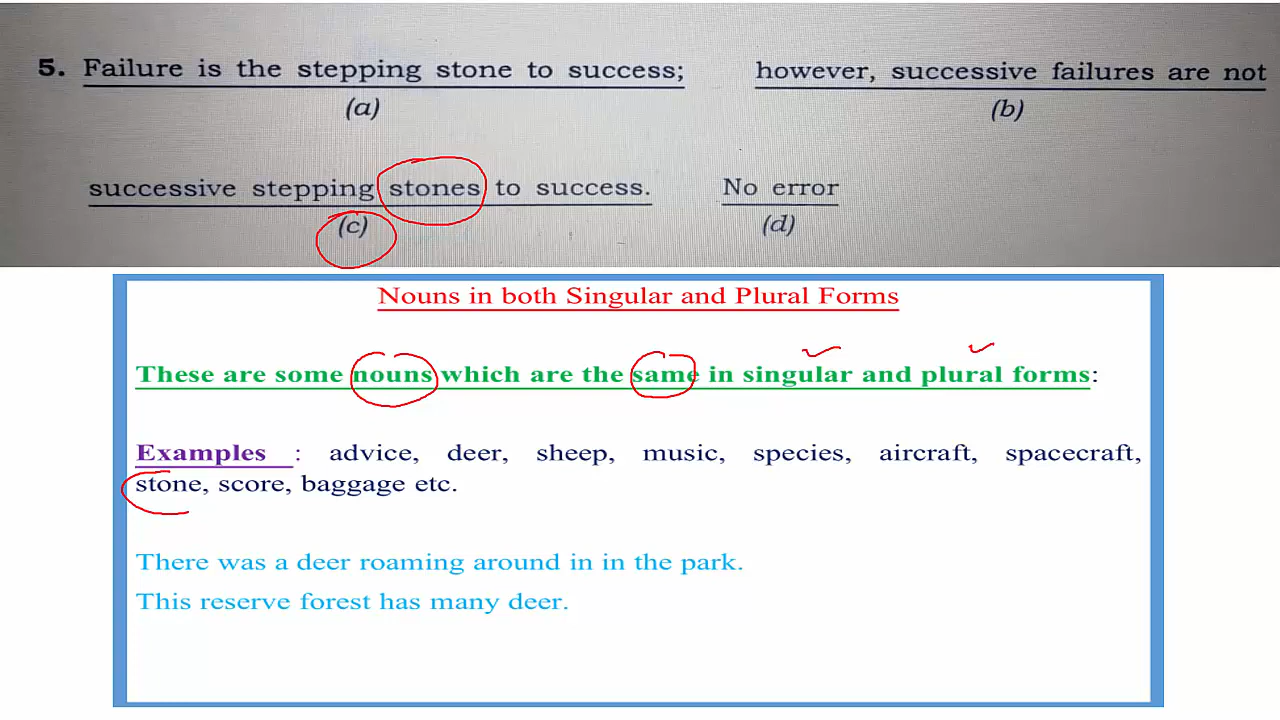 5. Failure is the stepping stone to success; however, successive failures are not
(a) (b)
successive stepping stones to success. No error
(c) (d)
Nouns in both Singular and Plural Forms
These are some nouns which are the same in singular and plural forms:
Examples : advice, deer, sheep, music, species, aircraft, spacecraft,
stone, score, baggage etc.
There was a deer roaming around in in the park.
This reserve forest has many deer.